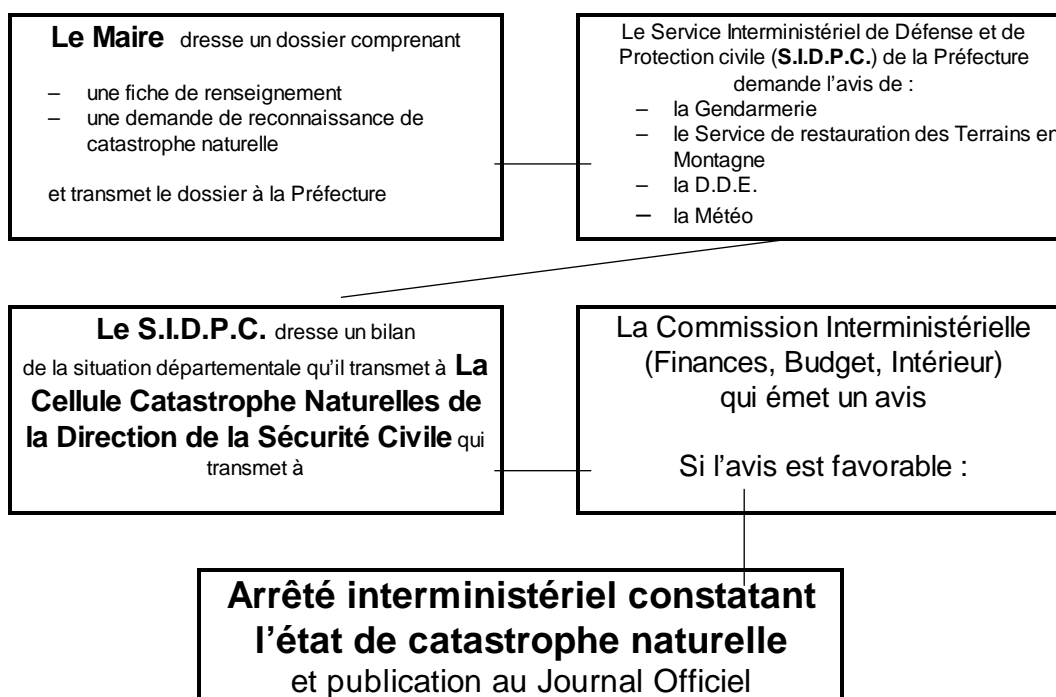 Le Maire dresse un dossier comprenant
– une fiche de renseignement
– une demande de reconnaissance de
catastrophe naturelle
et transmet le dossier à la Préfecture
Le Service Interministériel de Défense et de
Protection civile (S.I.D.P.C.) de la Préfecture
demande l'avis de :
– la Gendarmerie
– le Service de restauration des Terrains en
Montagne
– la D.D.E.
– la Météo
Le S.I.D.P.C. dresse un bilan
de la situation départementale qu'il transmet à La
Cellule Catastrophe Naturelles de
la Direction de la Sécurité Civile qui
transmet à
La Commission Interministérielle
(Finances, Budget, Intérieur)
qui émet un avis
Si l'avis est favorable :
Arrêté interministériel constatant
l'état de catastrophe naturelle
et publication au Journal Officiel